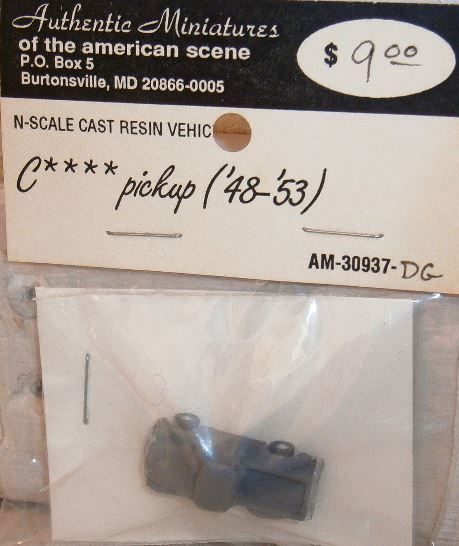 Authentic Miniatures
of the american scene
P.O. Box 5
Burtonsville, MD 20866-0005
$ 9.00
N-SCALE CAST RESIN VEHIC
C**** pickup ('48-'53)
AM-30937-DG